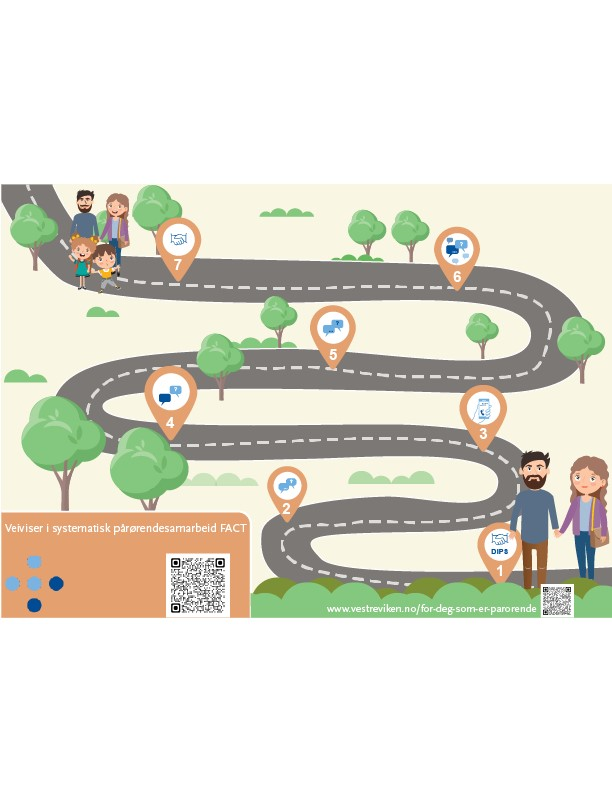 7
6
5
4
3
2
DIPS
1
Veiviser i systematisk pårørendesamarbeid FACT
www.vestreviken.no/for-deg-som-er-parorende